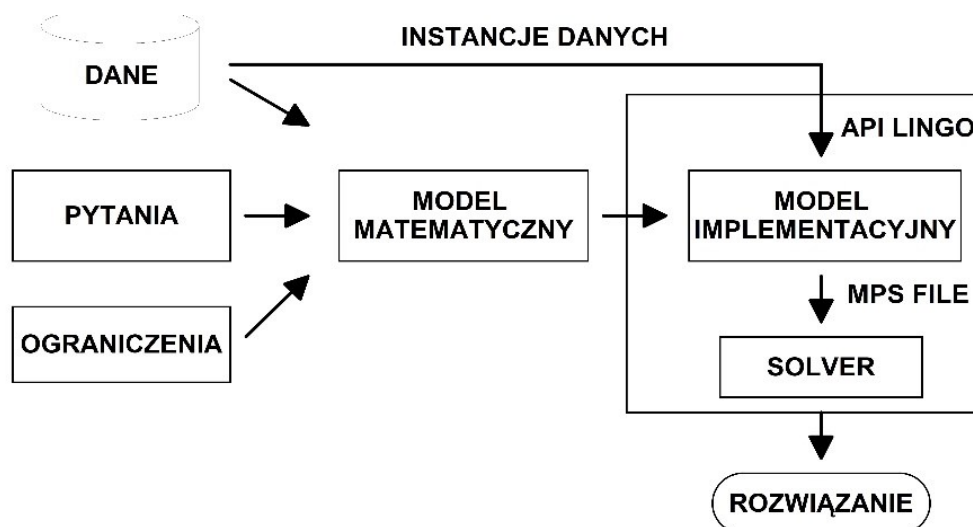 INSTANCJE DANYCH
DANE
API LINGO
PYTANIA
MODEL
MATEMATYCZNY
MODEL
IMPLEMENTACYJNY
MPS FILE
OGRANICZENIA
SOLVER
ROZWIĄZANIE